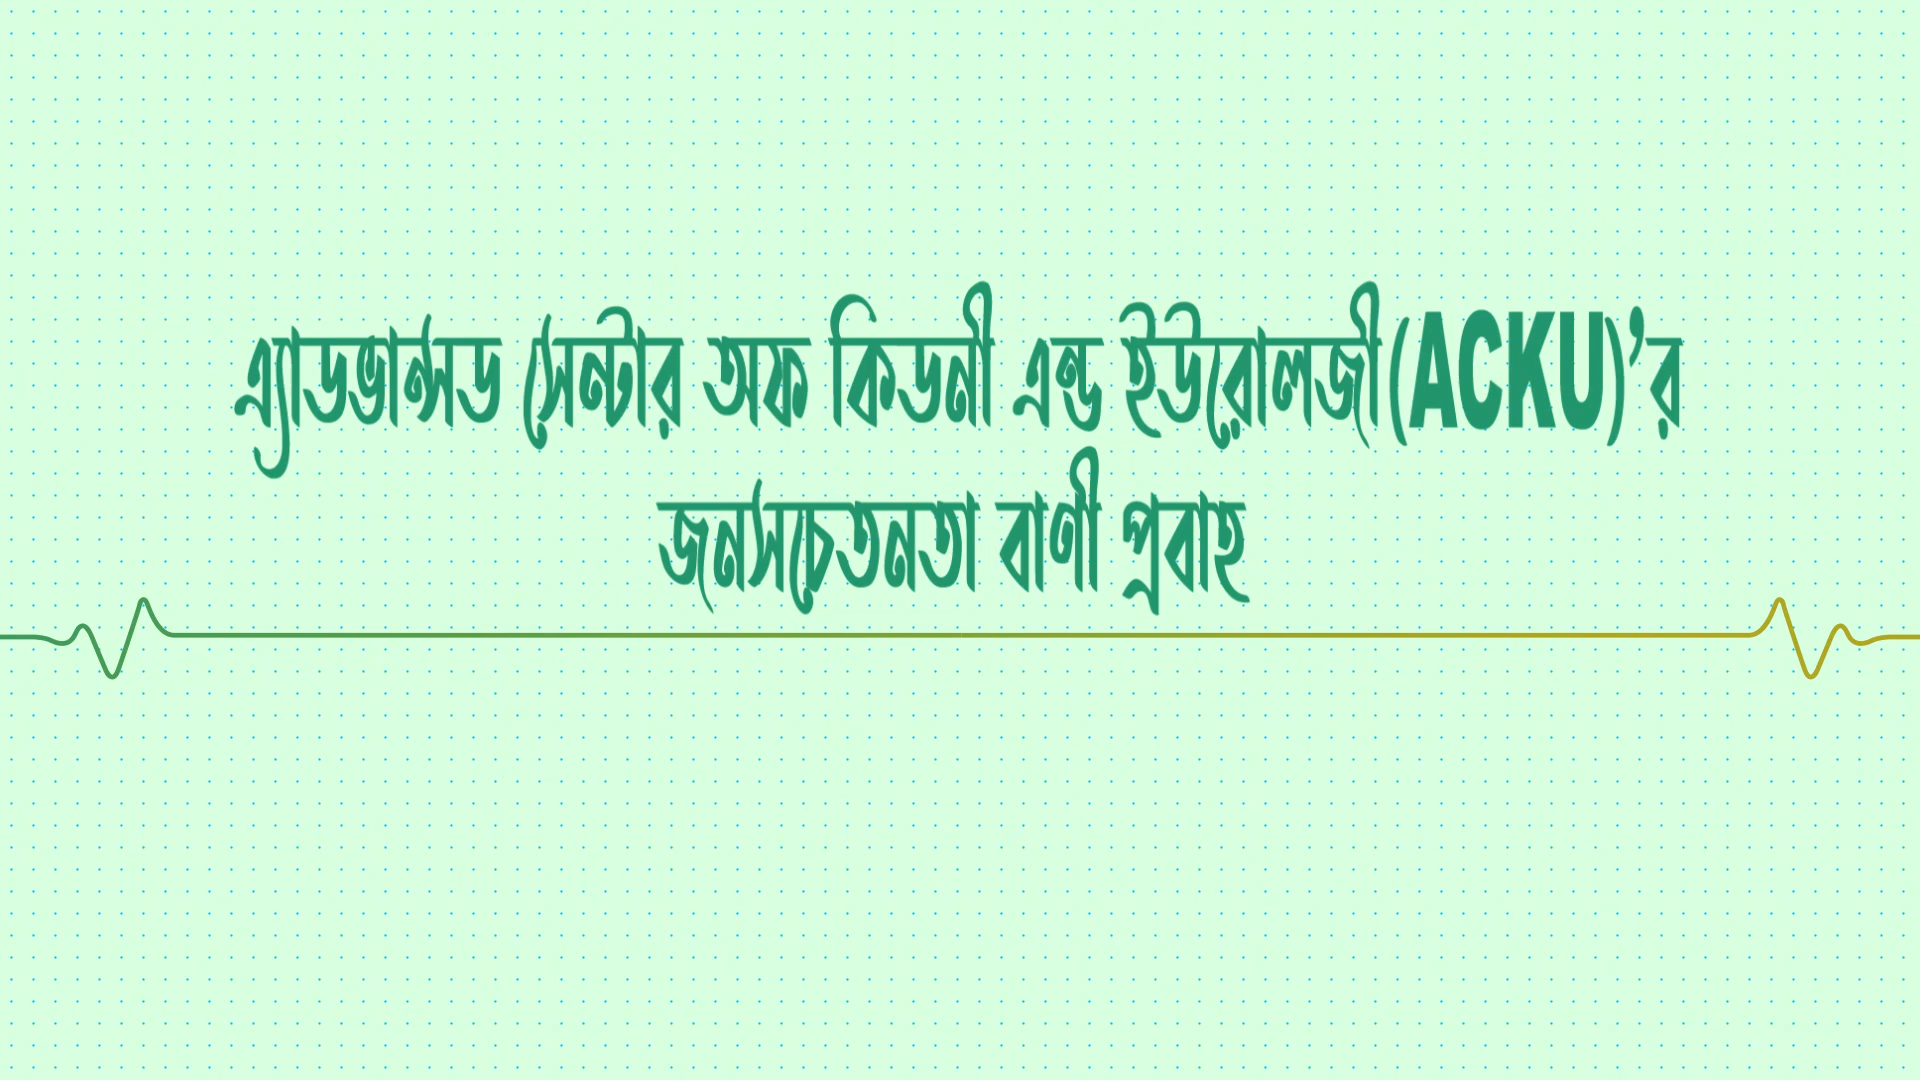 এ্যাডভান্সড সেন্টার অফ কিডনী এন্ড ইউরোলজী(ACKU)’র
জনসচেতনতা বাণী প্রবাহ